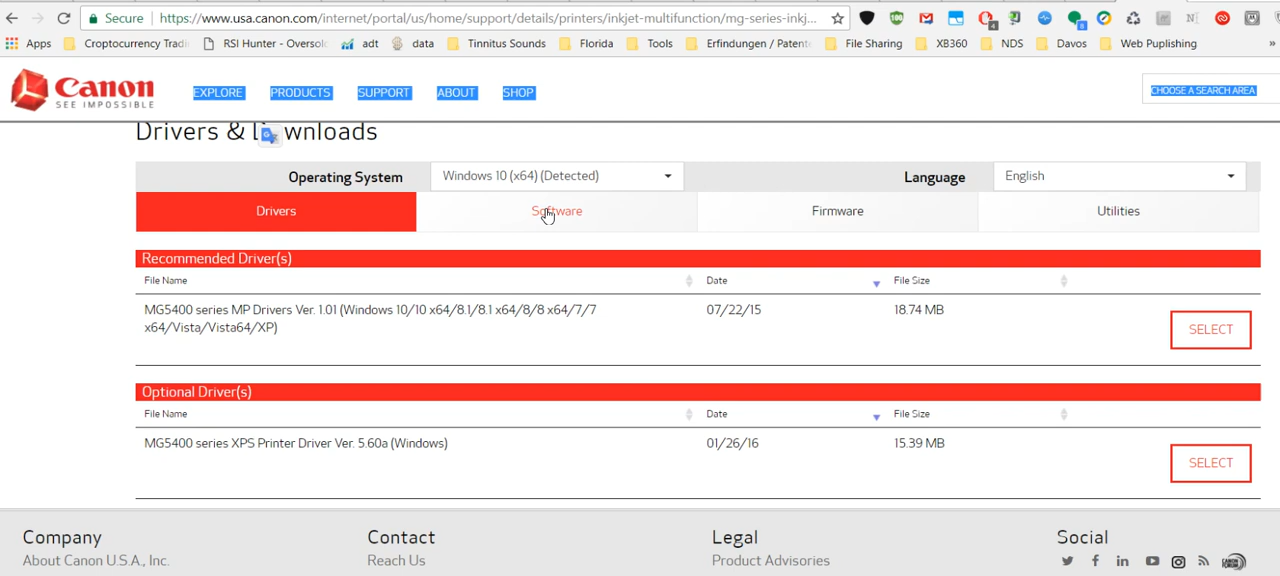 Secure https://www.usa.canon.com/internet/portal/us/home/support/details/printers/inkjet-multifunction/mg-series-inkj...
Apps Croptocurrency Tradi RSI Hunter - Oversol adt data Tinnitus Sounds Florida Tools Erfindungen / Patente File Sharing XB360 NDS Davos Web Puplishing »
Canon
SEE IMPOSSIBLE
EXPLORE PRODUCTS SUPPORT ABOUT SHOP CHOOSE A SEARCH AREA
Drivers & Downloads
Operating System Windows 10 (x64) (Detected) Language English
Drivers Software Firmware Utilities
Recommended Driver(s)
File Name Date File Size
MG5400 series MP Drivers Ver. 1.01 (Windows 10/10 x64/8.1/8.1 x64/8/8 x64/7/7 07/22/15 18.74 MB
x64/Vista/Vista64/XP) SELECT
Optional Driver(s)
File Name Date File Size
MG5400 series XPS Printer Driver Ver. 5.60a (Windows) 01/26/16 15.39 MB
SELECT
Company Contact Legal Social
About Canon U.S.A., Inc. Reach Us Product Advisories